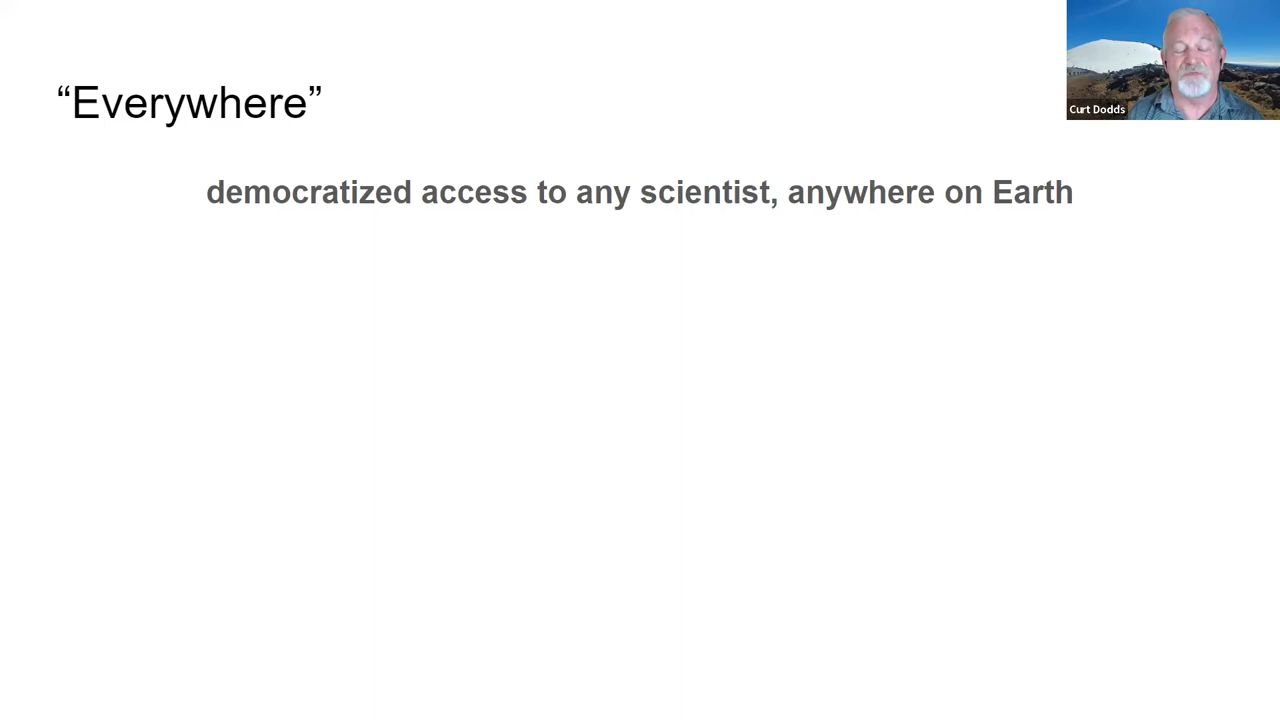 “Everywhere”
Curt Dodds
democratized access to any scientist, anywhere on Earth